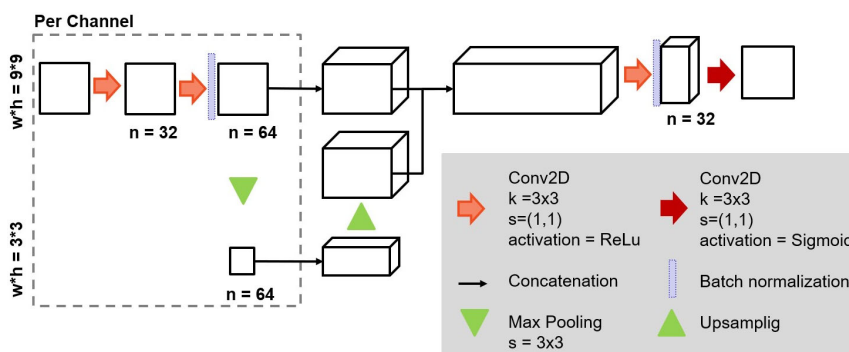 Per Channel
w*h = 9*9
n = 32
n = 64
n = 32
w*h = 3*3
n = 64
Conv2D
k =3x3
s=(1,1)
activation = ReLu
Conv2D
k =3x3
s=(1,1)
activation = Sigmoid
Concatenation
Batch normalization
Max Pooling
s = 3x3
Upsamplig